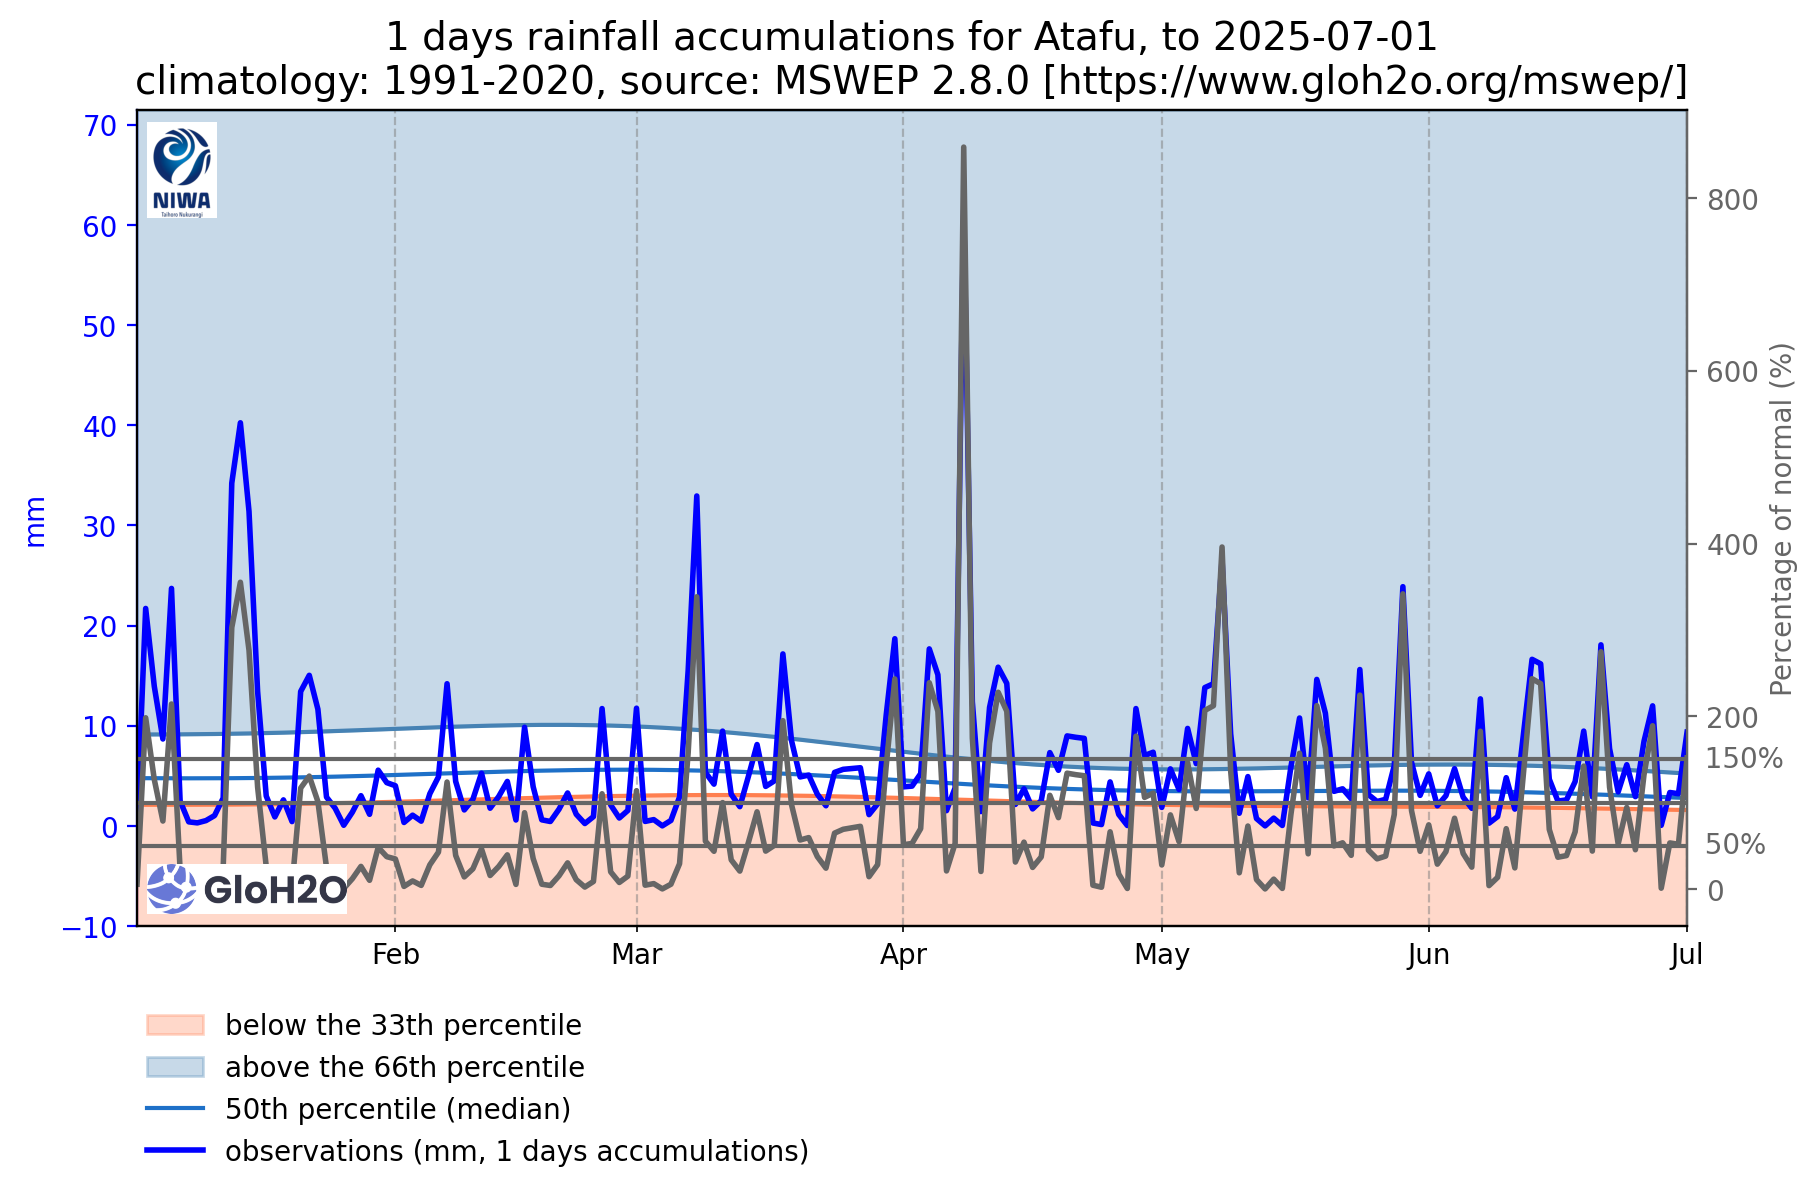 1 days rainfall accumulations for Atafu, to 2025-07-01
climatology: 1991-2020, source: MSWEP 2.8.0 [https://www.gloh2o.org/mswep/]
70
60
50
40
30
20
10
0
−10
mm
NIWA
Taihoro Nukurangi
GloH2O
800
600
400
200
150%
50%
0
Percentage of normal (%)
Feb
Mar
Apr
May
Jun
Jul
below the 33th percentile
above the 66th percentile
50th percentile (median)
observations (mm, 1 days accumulations)